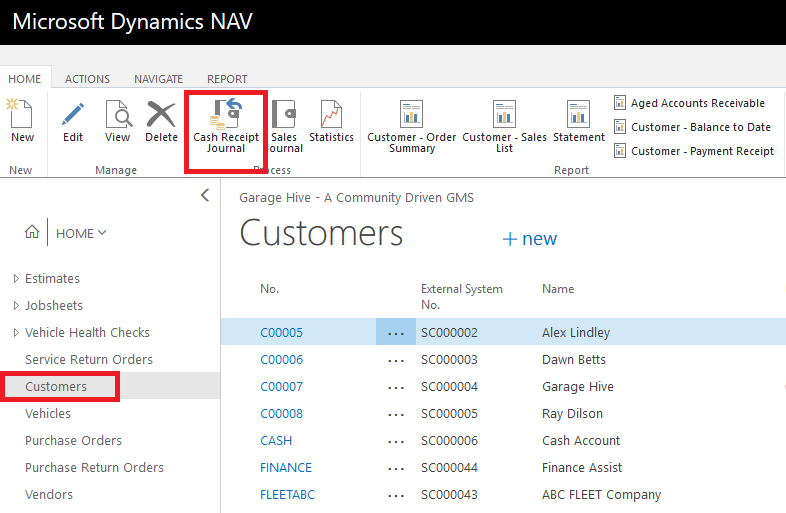 Microsoft Dynamics NAV
HOME ACTIONS NAVIGATE REPORT
New
Edit
View
Delete
Cash Receipt
Journal
Sales
Journal
Statistics
Customer - Order
Summary
Customer - Sales
List
Statement
Aged Accounts Receivable
Customer - Balance to Date
Customer - Payment Receipt
New
Manage
Process
Report
HOME
Estimates
Jobsheets
Vehicle Health Checks
Service Return Orders
Customers
Vehicles
Purchase Orders
Purchase Return Orders
Vendors
Garage Hive - A Community Driven GMS
Customers
+ new
No. External System No. Name
C00005 ... SC000002 Alex Lindley
C00006 ... SC000003 Dawn Betts
C00007 ... SC000004 Garage Hive
C00008 ... SC000005 Ray Dilson
CASH ... SC000006 Cash Account
FINANCE ... SC000044 Finance Assist
FLEETABC ... SC000043 ABC FLEET Company